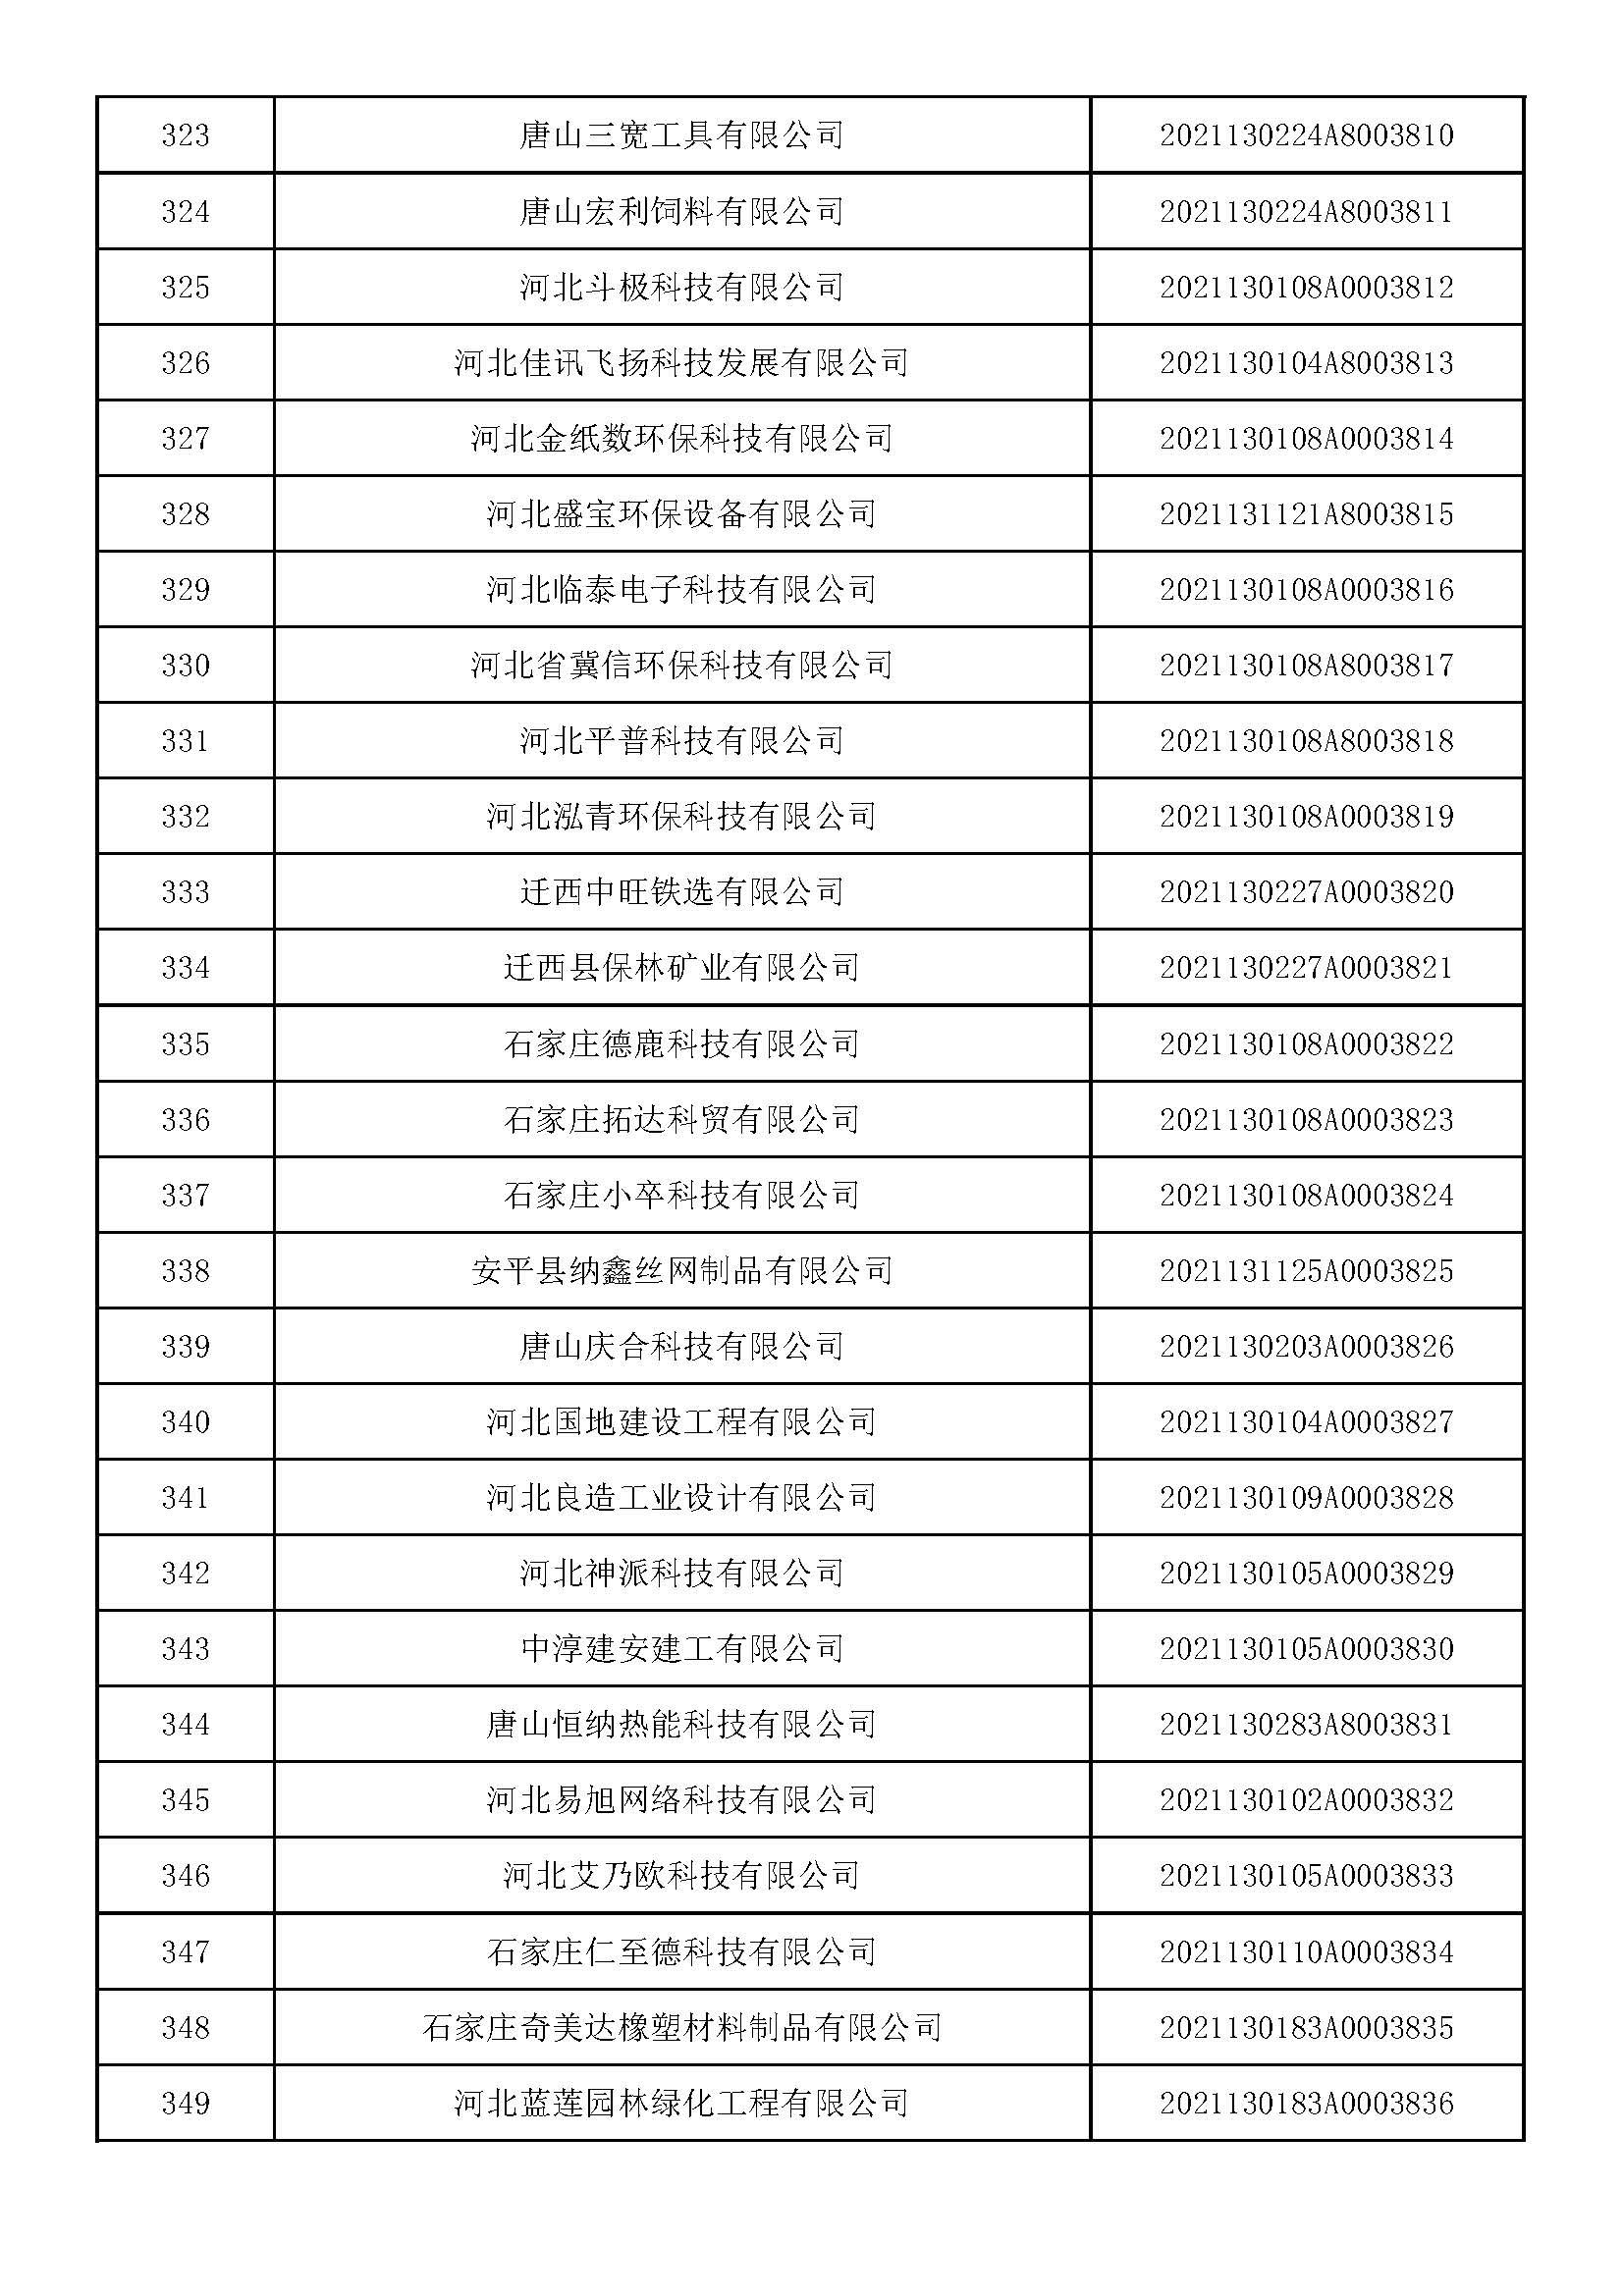 323 唐山三宽工具有限公司 2021130224A8003810
324 唐山宏利饲料有限公司 2021130224A8003811
325 河北斗极科技有限公司 2021130108A0003812
326 河北佳讯飞扬科技发展有限公司 2021130104A8003813
327 河北金纸数环保科技有限公司 2021130108A0003814
328 河北盛宝环保设备有限公司 2021131121A8003815
329 河北临泰电子科技有限公司 2021130108A0003816
330 河北省冀信环保科技有限公司 2021130108A8003817
331 河北平普科技有限公司 2021130108A8003818
332 河北泓青环保科技有限公司 2021130108A0003819
333 迁西中旺铁选有限公司 2021130227A0003820
334 迁西县保林矿业有限公司 2021130227A0003821
335 石家庄德鹿科技有限公司 2021130108A0003822
336 石家庄拓达科贸有限公司 2021130108A0003823
337 石家庄小卒科技有限公司 2021130108A0003824
338 安平县纳鑫丝网制品有限公司 2021131125A0003825
339 唐山庆合科技有限公司 2021130203A0003826
340 河北国地建设工程有限公司 2021130104A0003827
341 河北良造工业设计有限公司 2021130109A0003828
342 河北神派科技有限公司 2021130105A0003829
343 中淳建安建工有限公司 2021130105A0003830
344 唐山恒纳热能科技有限公司 2021130283A8003831
345 河北易旭网络科技有限公司 2021130102A0003832
346 河北艾乃欧科技有限公司 2021130105A0003833
347 石家庄仁至德科技有限公司 2021130110A0003834
348 石家庄奇美达橡塑材料制品有限公司 2021130183A0003835
349 河北蓝莲园林绿化工程有限公司 2021130183A0003836